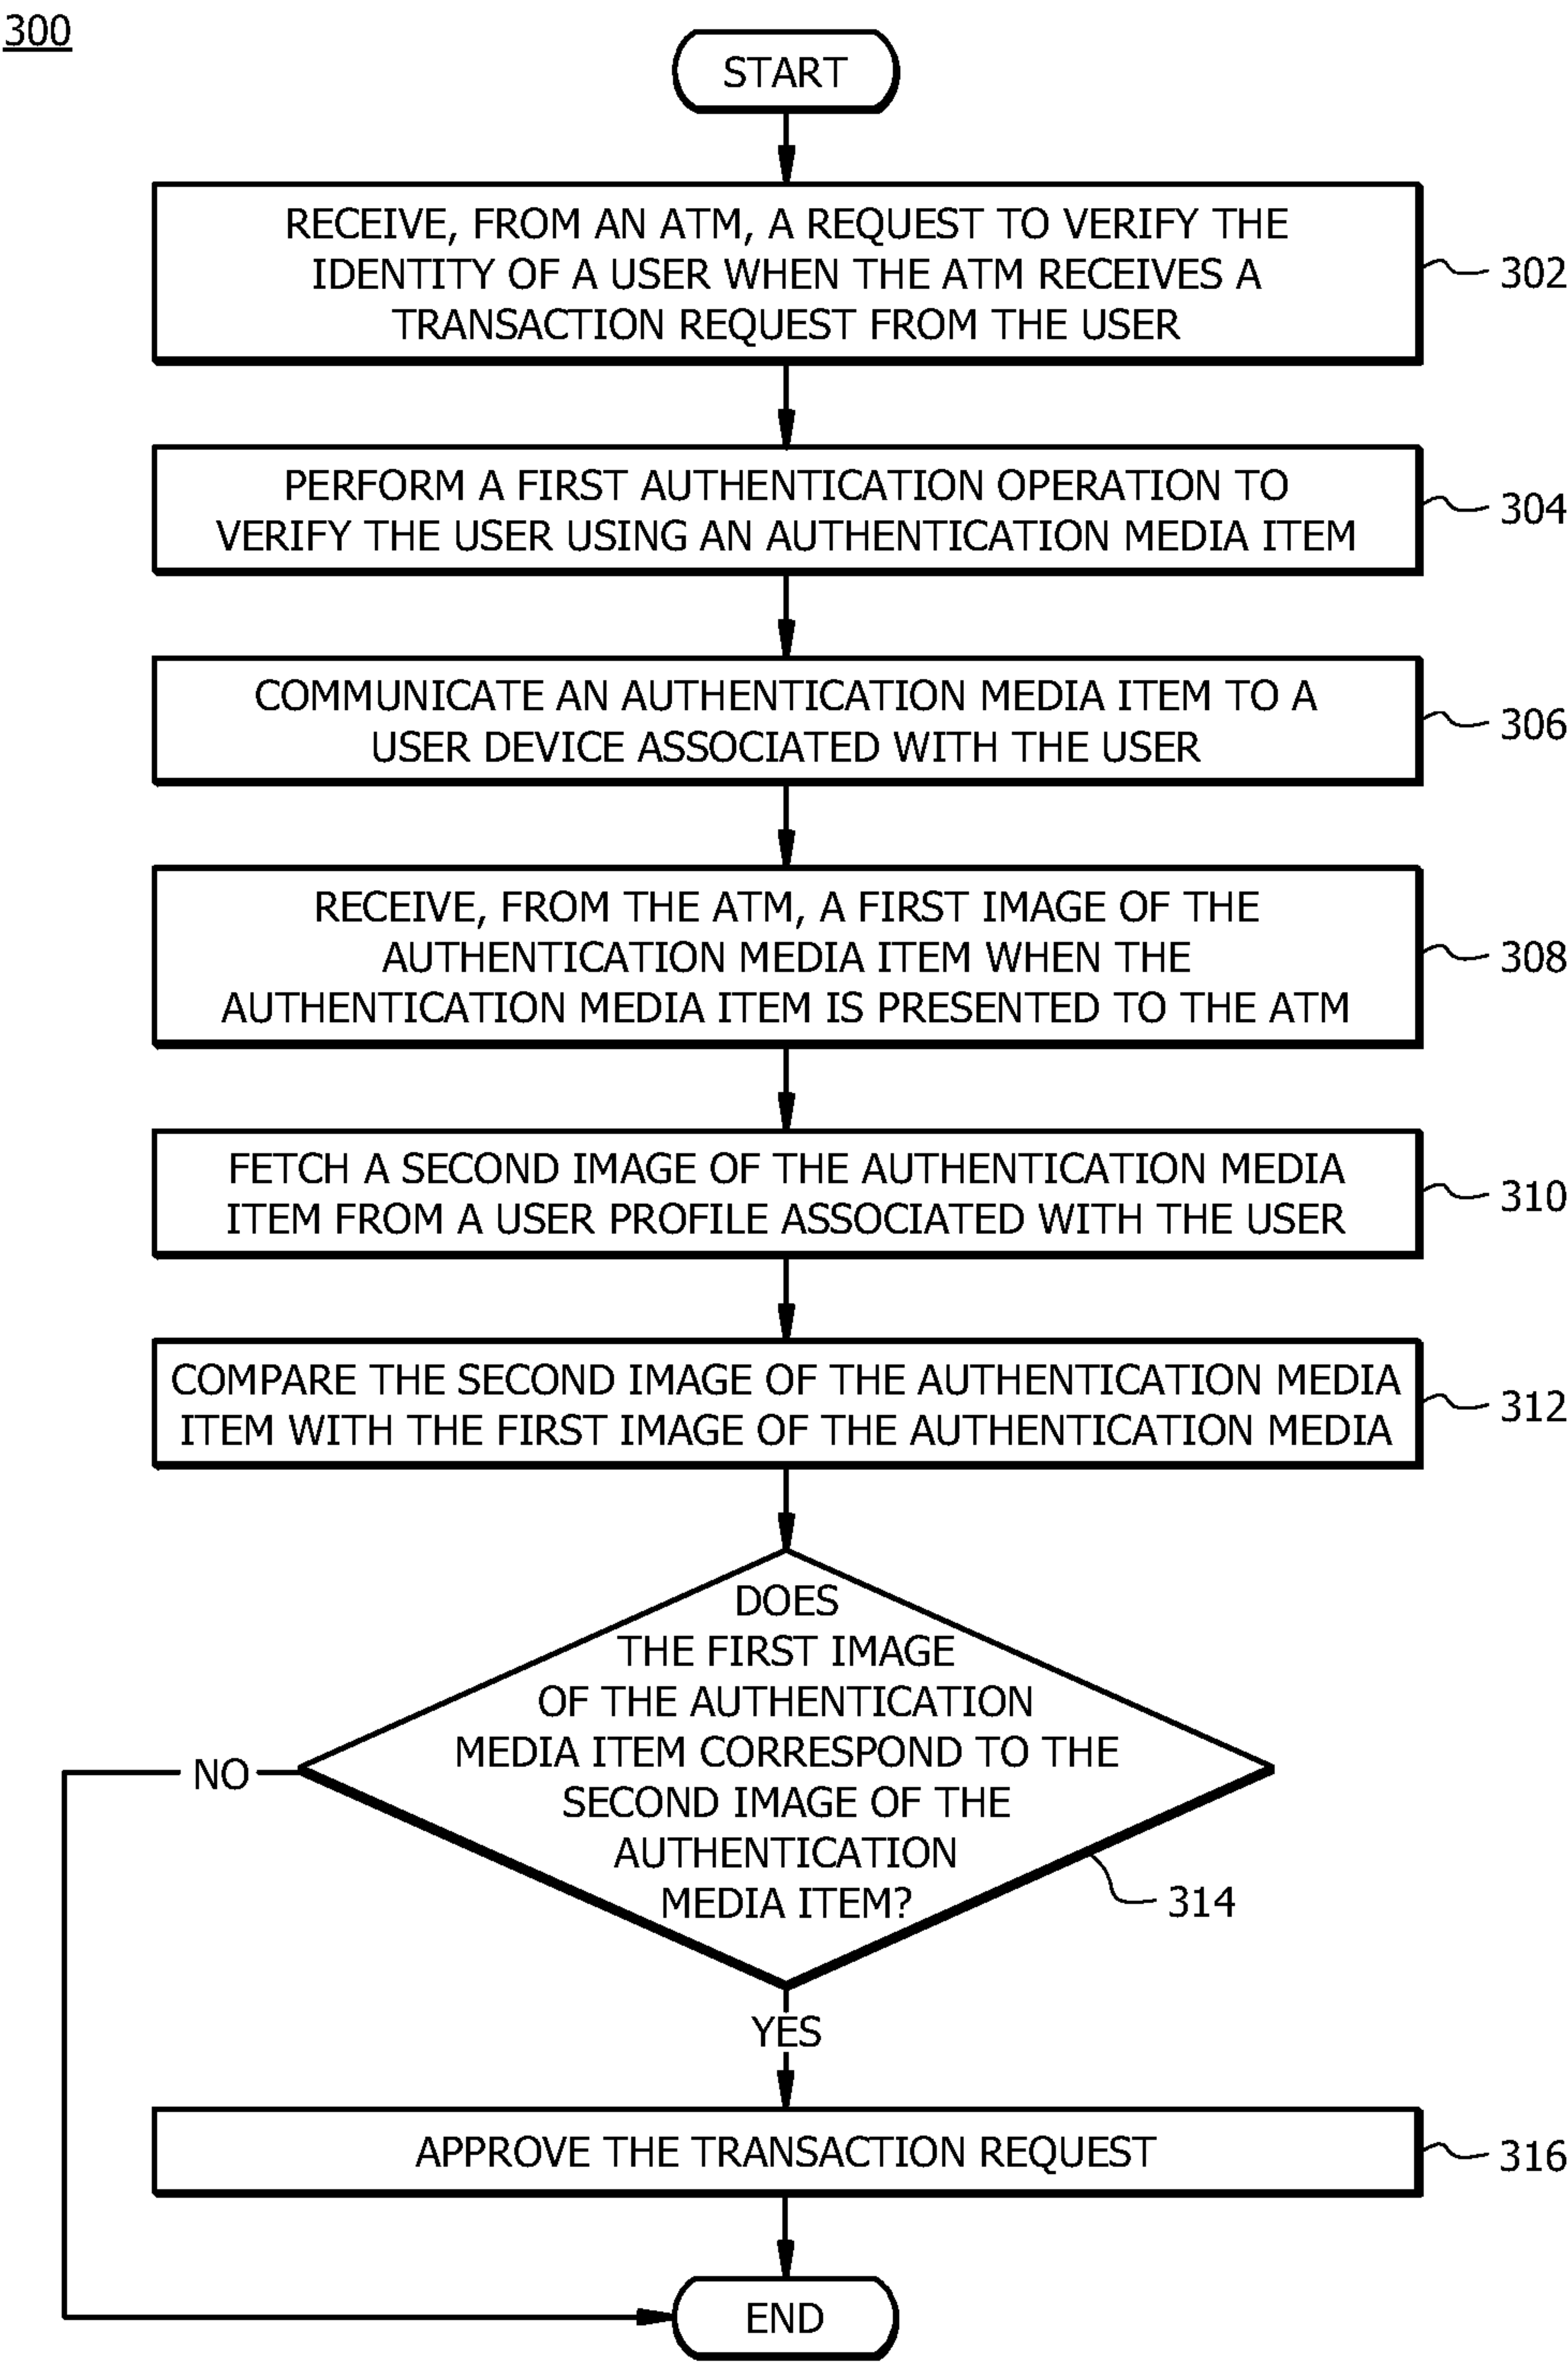 300
START
RECEIVE, FROM AN ATM, A REQUEST TO VERIFY THE
IDENTITY OF A USER WHEN THE ATM RECEIVES A
TRANSACTION REQUEST FROM THE USER
302
PERFORM A FIRST AUTHENTICATION OPERATION TO
VERIFY THE USER USING AN AUTHENTICATION MEDIA ITEM
304
COMMUNICATE AN AUTHENTICATION MEDIA ITEM TO A
USER DEVICE ASSOCIATED WITH THE USER
306
RECEIVE, FROM THE ATM, A FIRST IMAGE OF THE
AUTHENTICATION MEDIA ITEM WHEN THE
AUTHENTICATION MEDIA ITEM IS PRESENTED TO THE ATM
308
FETCH A SECOND IMAGE OF THE AUTHENTICATION MEDIA
ITEM FROM A USER PROFILE ASSOCIATED WITH THE USER
310
COMPARE THE SECOND IMAGE OF THE AUTHENTICATION MEDIA
ITEM WITH THE FIRST IMAGE OF THE AUTHENTICATION MEDIA
312
DOES
THE FIRST IMAGE
OF THE AUTHENTICATION
MEDIA ITEM CORRESPOND TO THE
SECOND IMAGE OF THE
AUTHENTICATION
MEDIA ITEM?
314
NO
YES
APPROVE THE TRANSACTION REQUEST
316
END